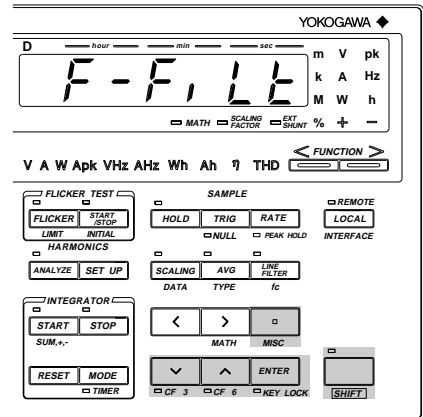 YOKOGAWA
D hour min sec m V pk
F-FiLt
k A Hz
M W h
MATH SCALING FACTOR EXT SHUNT % + −
< FUNCTION >
V A W Apk VHz AHz Wh Ah η THD
FLICKER TEST SAMPLE
REMOTE
FLICKER START /STOP HOLD TRIG RATE LOCAL
LIMIT INITIAL NULL PEAK HOLD INTERFACE
HARMONICS
ANALYZE SET UP SCALING AVG LINE FILTER
DATA TYPE fc
INTEGRATOR
START STOP < >
SUM,+,- MATH MISC
RESET MODE ENTER
TIMER CF 3 CF 6 KEY LOCK SHIFT